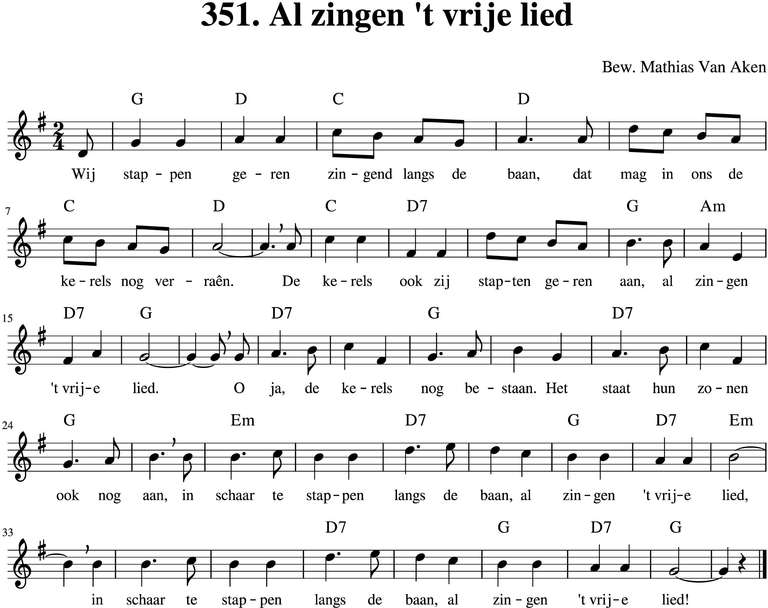 351. Al zingen 't vrije lied
Bew. Mathias Van Aken
G D C D
Wij stap – pen ge – ren zin – gend langs de baan, dat mag in ons de
7
C D C D7 G Am
ke – rels nog ver – raên. De ke – rels ook zij stap – ten ge – ren aan, al zin – gen
15
D7 G D7 G D7
't vrij – e lied. O ja, de ke – rels nog be – staan. Het staat hun zo – nen
24
G Em D7 G D7 Em
ook nog aan, in schaar te stap – pen langs de baan, al zin – gen 't vrij – e lied,
33
D7 G D7 G
in schaar te stap – pen langs de baan, al zin – gen 't vrij – e lied!